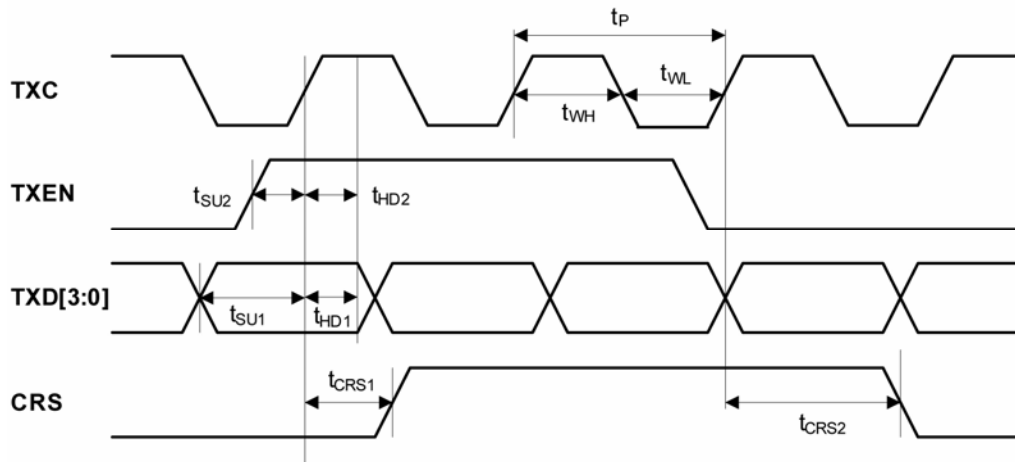 tP
TXC
tWL
tWH
TXEN
tSU2
tHD2
TXD[3:0]
tSU1
tHD1
CRS
tCRS1
tCRS2